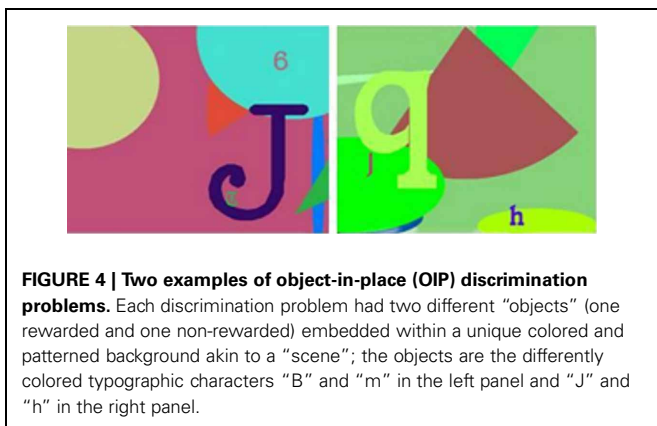 6
J
q
J
h
FIGURE 4 | Two examples of object-in-place (OIP) discrimination
problems. Each discrimination problem had two different “objects” (one
rewarded and one non-rewarded) embedded within a unique colored and
patterned background akin to a “scene”; the objects are the differently
colored typographic characters “B” and “m” in the left panel and “J” and
“h” in the right panel.